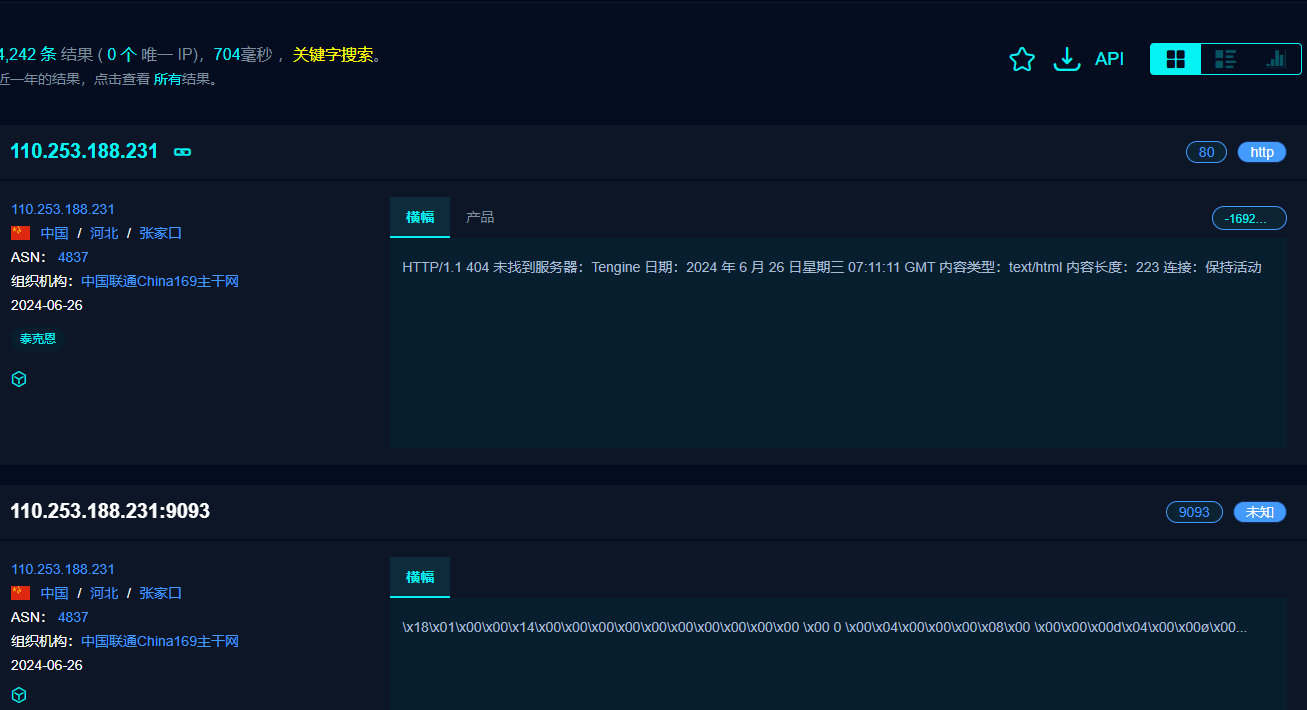 4,242 条 结果 ( 0 个 唯一 IP)，704毫秒 ，关键字搜索。
近一年的结果，点击查看 所有结果。
API
110.253.188.231
80 http
110.253.188.231
中国 / 河北 / 张家口
ASN： 4837
组织机构：中国联通China169主干网
2024-06-26
泰克恩
横幅 产品
-1692...
HTTP/1.1 404 未找到服务器：Tengine 日期：2024 年 6 月 26 日星期三 07:11:11 GMT 内容类型：text/html 内容长度：223 连接：保持活动
110.253.188.231:9093
9093 未知
110.253.188.231
中国 / 河北 / 张家口
ASN： 4837
组织机构：中国联通China169主干网
2024-06-26
横幅
\x18\x01\x00\x00\x14\x00\x00\x00\x00\x00\x00\x00\x00\x00\x00 \x00 0 \x00\x04\x00\x00\x00\x08\x00 \x00\x00\x00d\x04\x00\x00ø\x00...